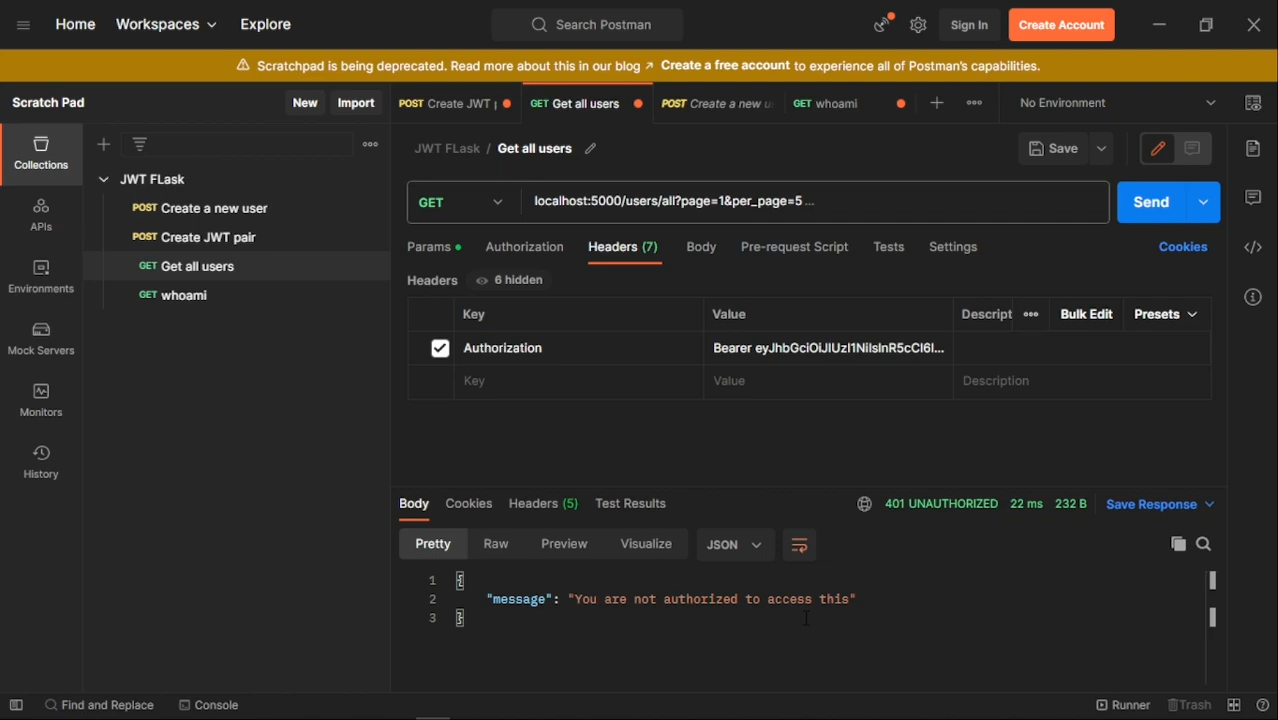 Home Workspaces Explore Search Postman Sign In Create Account
Scratchpad is being deprecated. Read more about this in our blog ↗ Create a free account to experience all of Postman's capabilities.
Scratch Pad New Import POST Create JWT p GET Get all users POST Create a new u GET whoami No Environment
Collections
APIs
Environments
Mock Servers
Monitors
History
JWT FLask
POST Create a new user
POST Create JWT pair
GET Get all users
GET whoami
JWT FLask / Get all users Save
GET localhost:5000/users/all?page=1&per_page=5 ... Send
Params Authorization Headers (7) Body Pre-request Script Tests Settings Cookies
Headers 6 hidden
Key Value Descript Bulk Edit Presets
Authorization Bearer eyJhbGciOiJIUzI1NiIsInR5cCI6I...
Key Value Description
Body Cookies Headers (5) Test Results 401 UNAUTHORIZED 22 ms 232 B Save Response
Pretty Raw Preview Visualize JSON
1 {
2 "message": "You are not authorized to access this"
3 }
Find and Replace Console Runner Trash